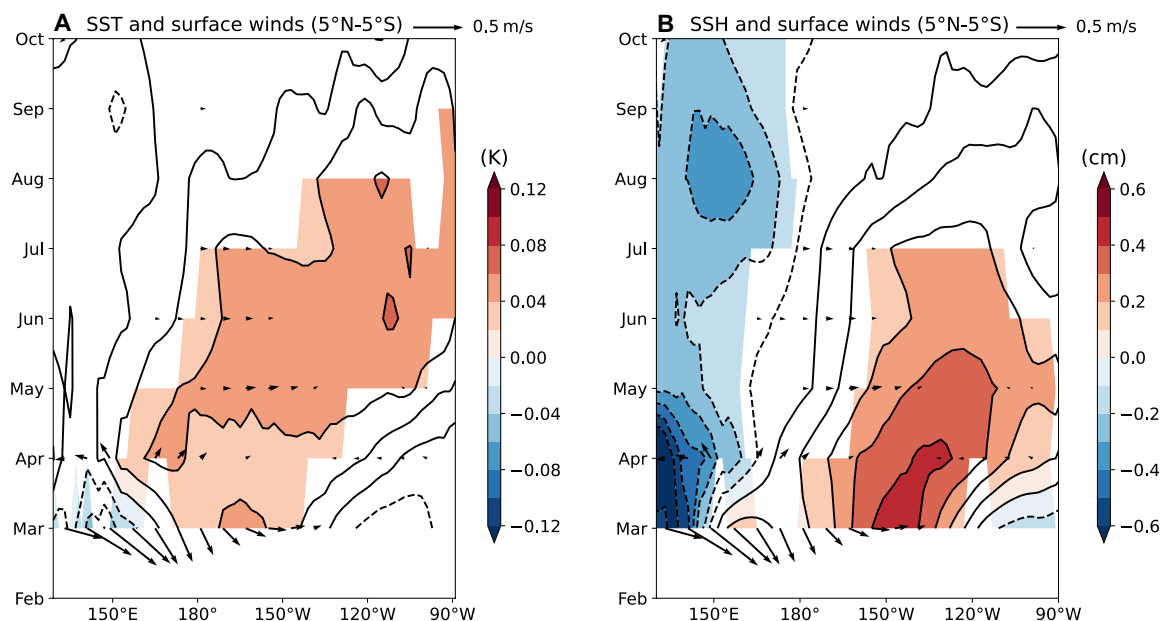 A SST and surface winds (5°N-5°S) 0.5 m/s
Oct
Sep
Aug
Jul
Jun
May
Apr
Mar
Feb
150°E 180° 150°W 120°W 90°W
(K)
0.12
0.08
0.04
0.00
−0.04
−0.08
−0.12
B SSH and surface winds (5°N-5°S) 0.5 m/s
Oct
Sep
Aug
Jul
Jun
May
Apr
Mar
Feb
150°E 180° 150°W 120°W 90°W
(cm)
0.6
0.4
0.2
0.0
−0.2
−0.4
−0.6